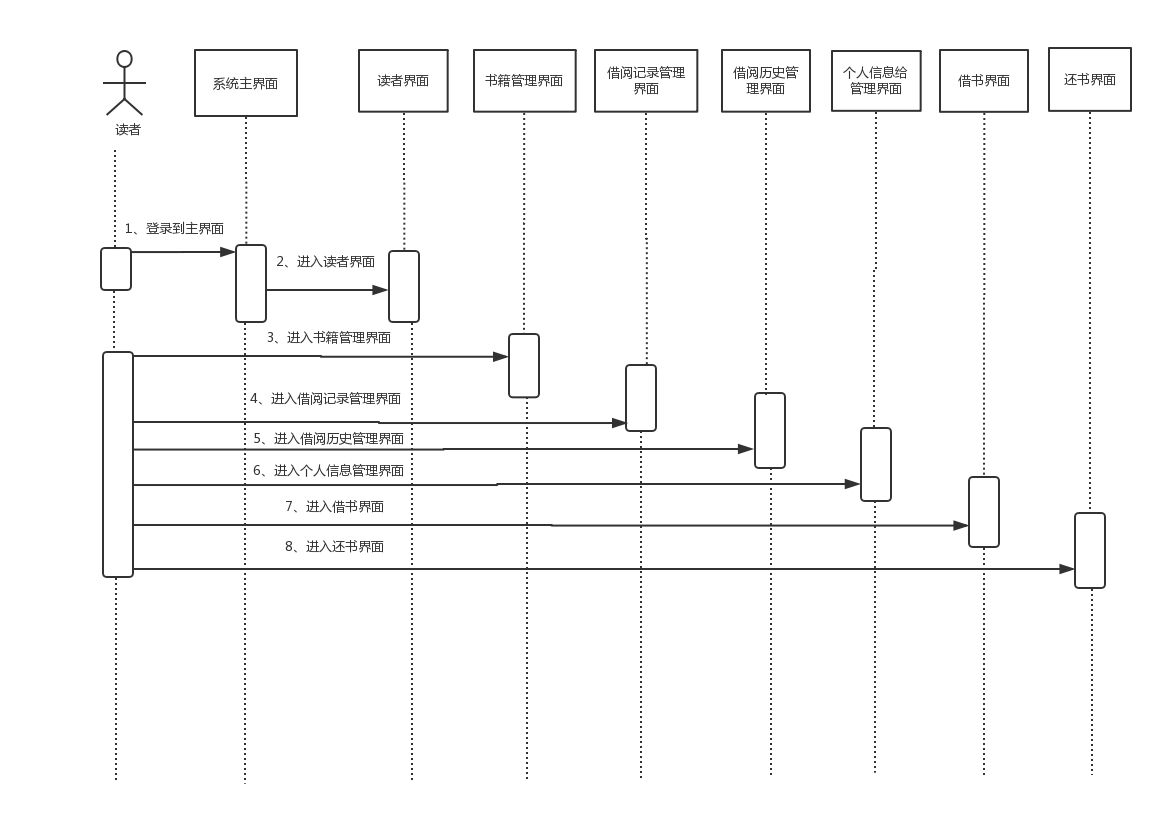 读者
系统主界面
读者界面
书籍管理界面
借阅记录管理
界面
借阅历史管
理界面
个人信息给
管理界面
借书界面
还书界面
1、登录到主界面
2、进入读者界面
3、进入书籍管理界面
4、进入借阅记录管理界面
5、进入借阅历史管理界面
6、进入个人信息管理界面
7、进入借书界面
8、进入还书界面